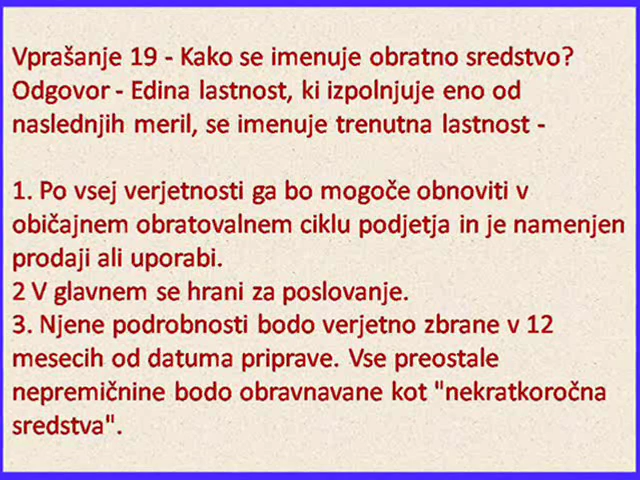 Vprašanje 19 - Kako se imenuje obratno sredstvo?
Odgovor - Edina lastnost, ki izpolnjuje eno od
naslednjih meril, se imenuje trenutna lastnost -
1. Po vsej verjetnosti ga bo mogoče obnoviti v
običajnem obratovalnem ciklu podjetja in je namenjen
prodaji ali uporabi.
2 V glavnem se hrani za poslovanje.
3. Njene podrobnosti bodo verjetno zbrane v 12
mesecih od datuma priprave. Vse preostale
nepremičnine bodo obravnavane kot "nekratkoročna
sredstva".